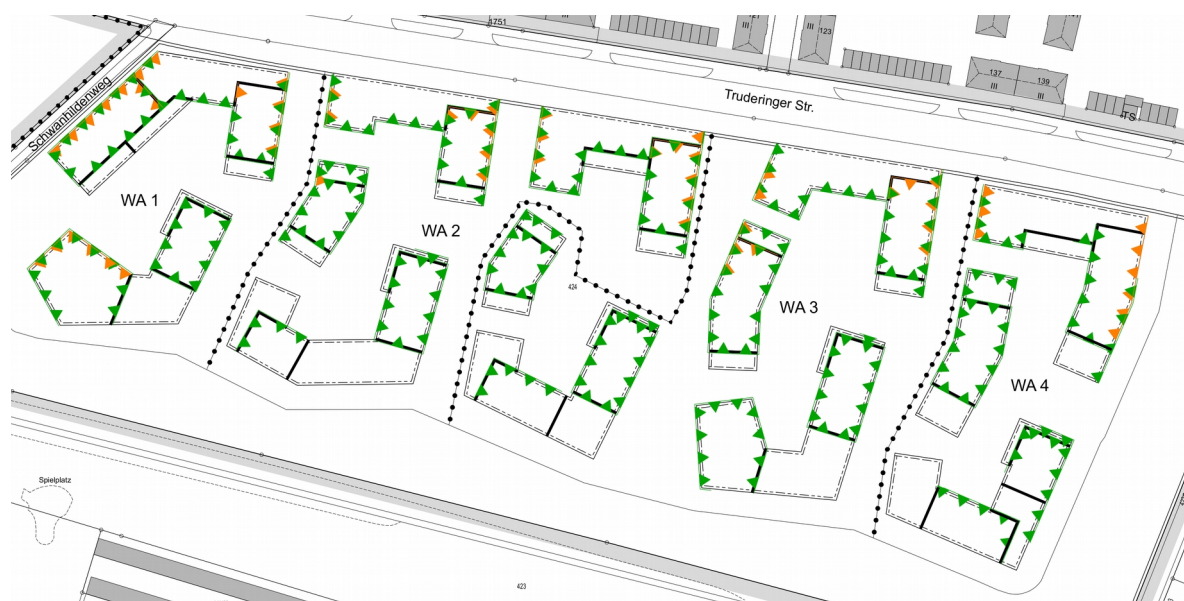 1751
III
III
123
137
139
III
III
TS
Truderinger Str.
Schwanhildenweg
WA 1
WA 2
424
WA 3
WA 4
Spielplatz
423